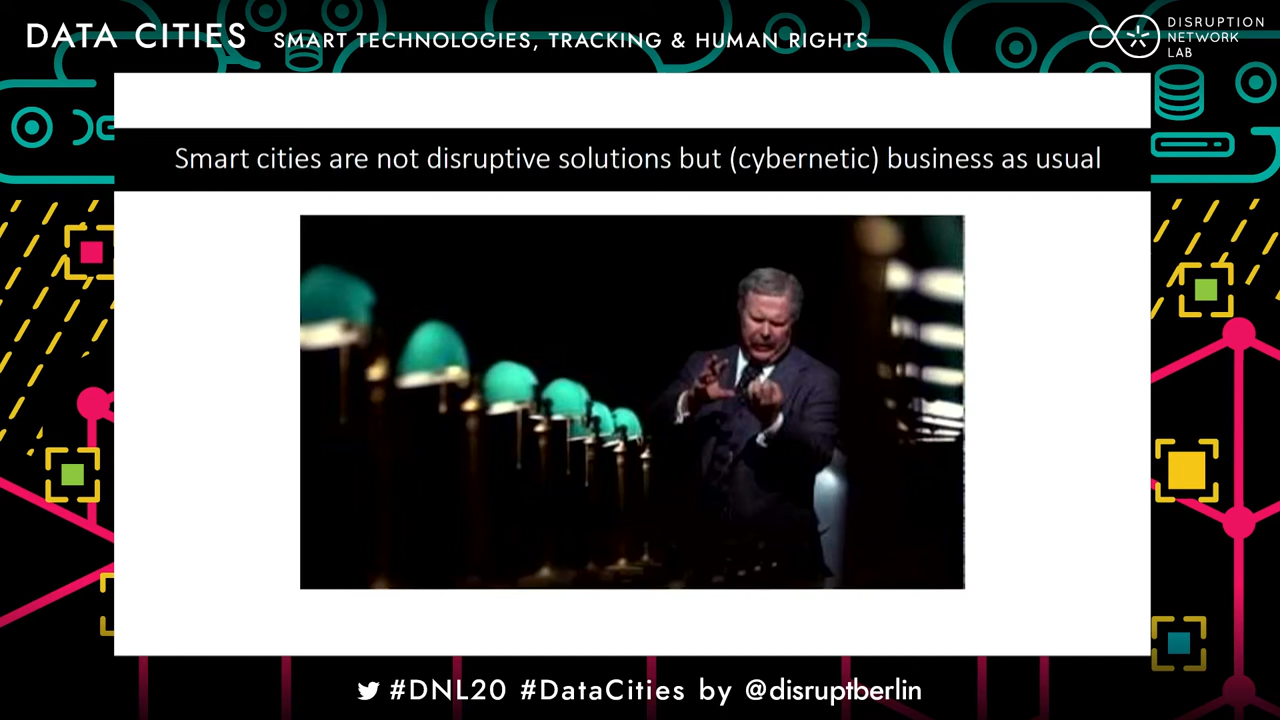 DATA CITIES SMART TECHNOLOGIES, TRACKING & HUMAN RIGHTS
DISRUPTION
NETWORK
LAB
Smart cities are not disruptive solutions but (cybernetic) business as usual
#DNL20 #DataCities by @disruptberlin